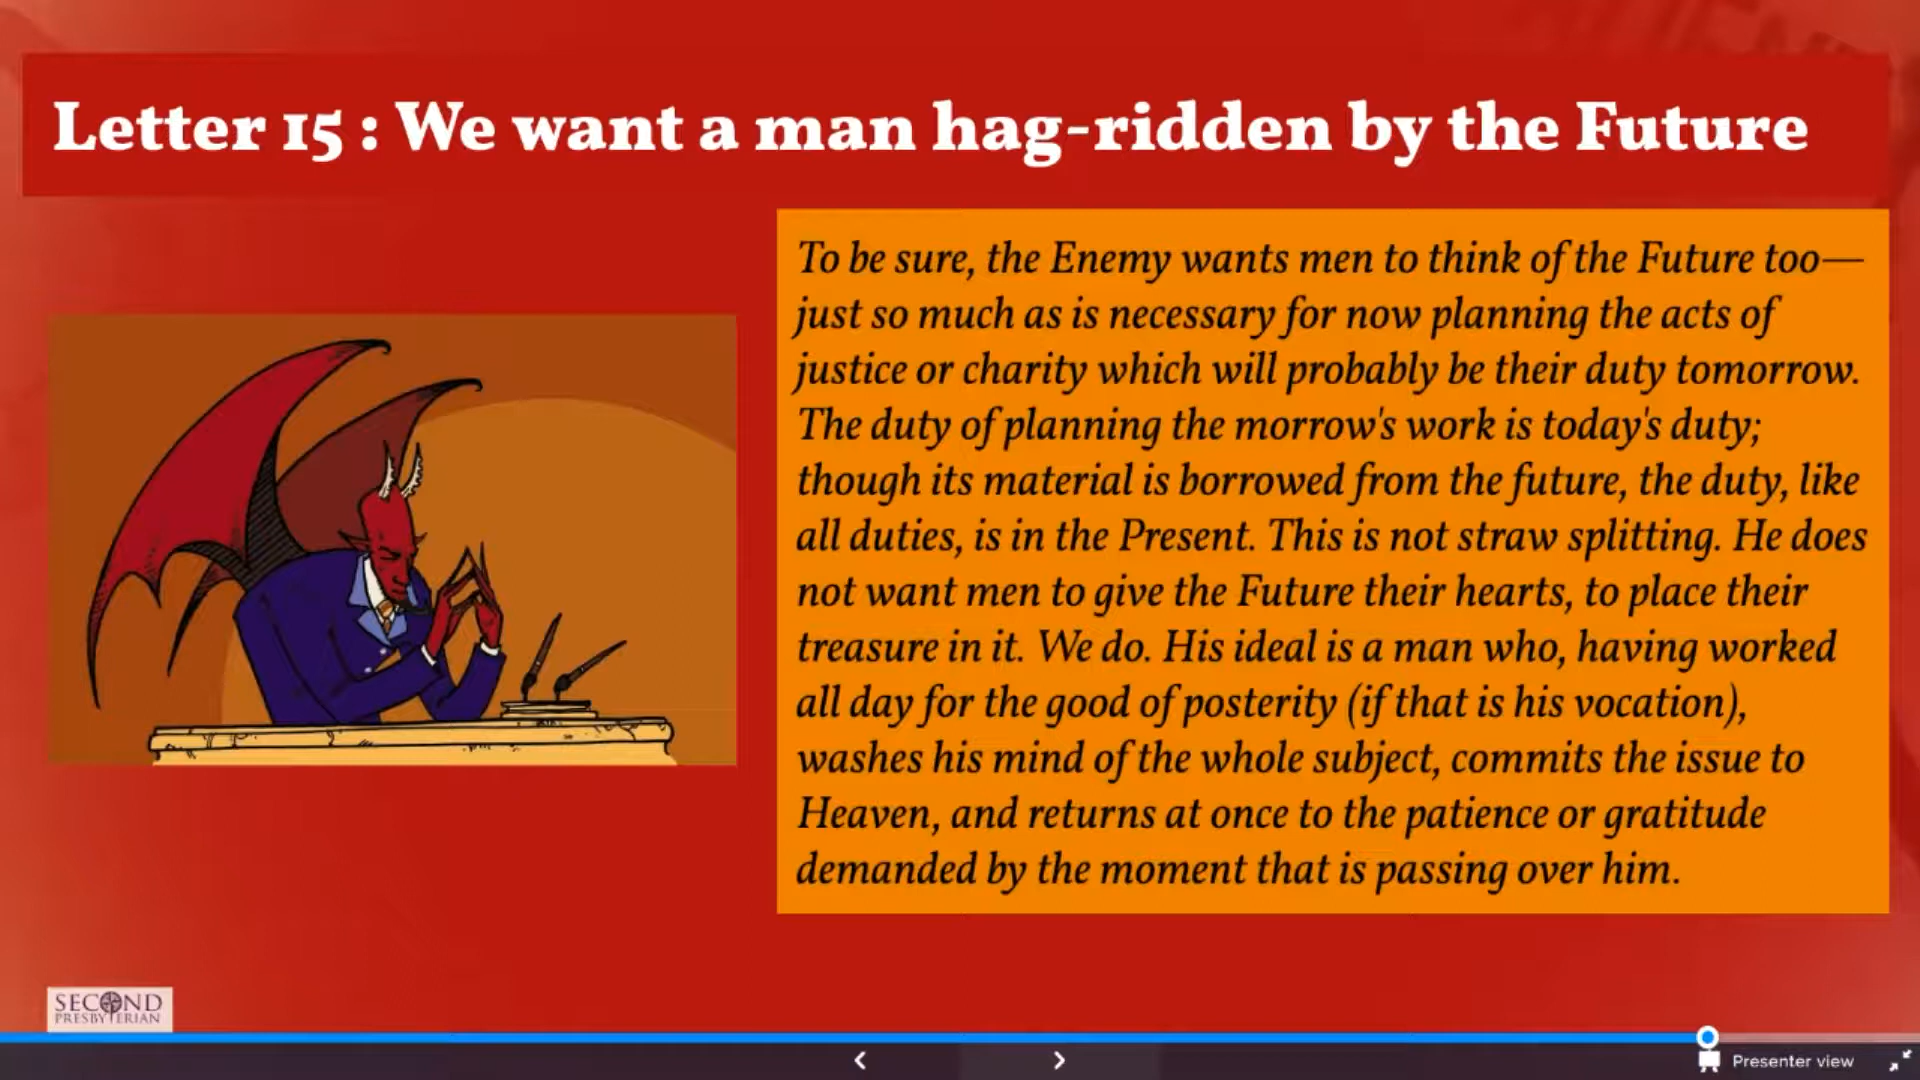 Letter 15 : We want a man hag-ridden by the Future
To be sure, the Enemy wants men to think of the Future too—
just so much as is necessary for now planning the acts of
justice or charity which will probably be their duty tomorrow.
The duty of planning the morrow's work is today's duty;
though its material is borrowed from the future, the duty, like
all duties, is in the Present. This is not straw splitting. He does
not want men to give the Future their hearts, to place their
treasure in it. We do. His ideal is a man who, having worked
all day for the good of posterity (if that is his vocation),
washes his mind of the whole subject, commits the issue to
Heaven, and returns at once to the patience or gratitude
demanded by the moment that is passing over him.
SECOND
PRESBYTERIAN
Presenter view